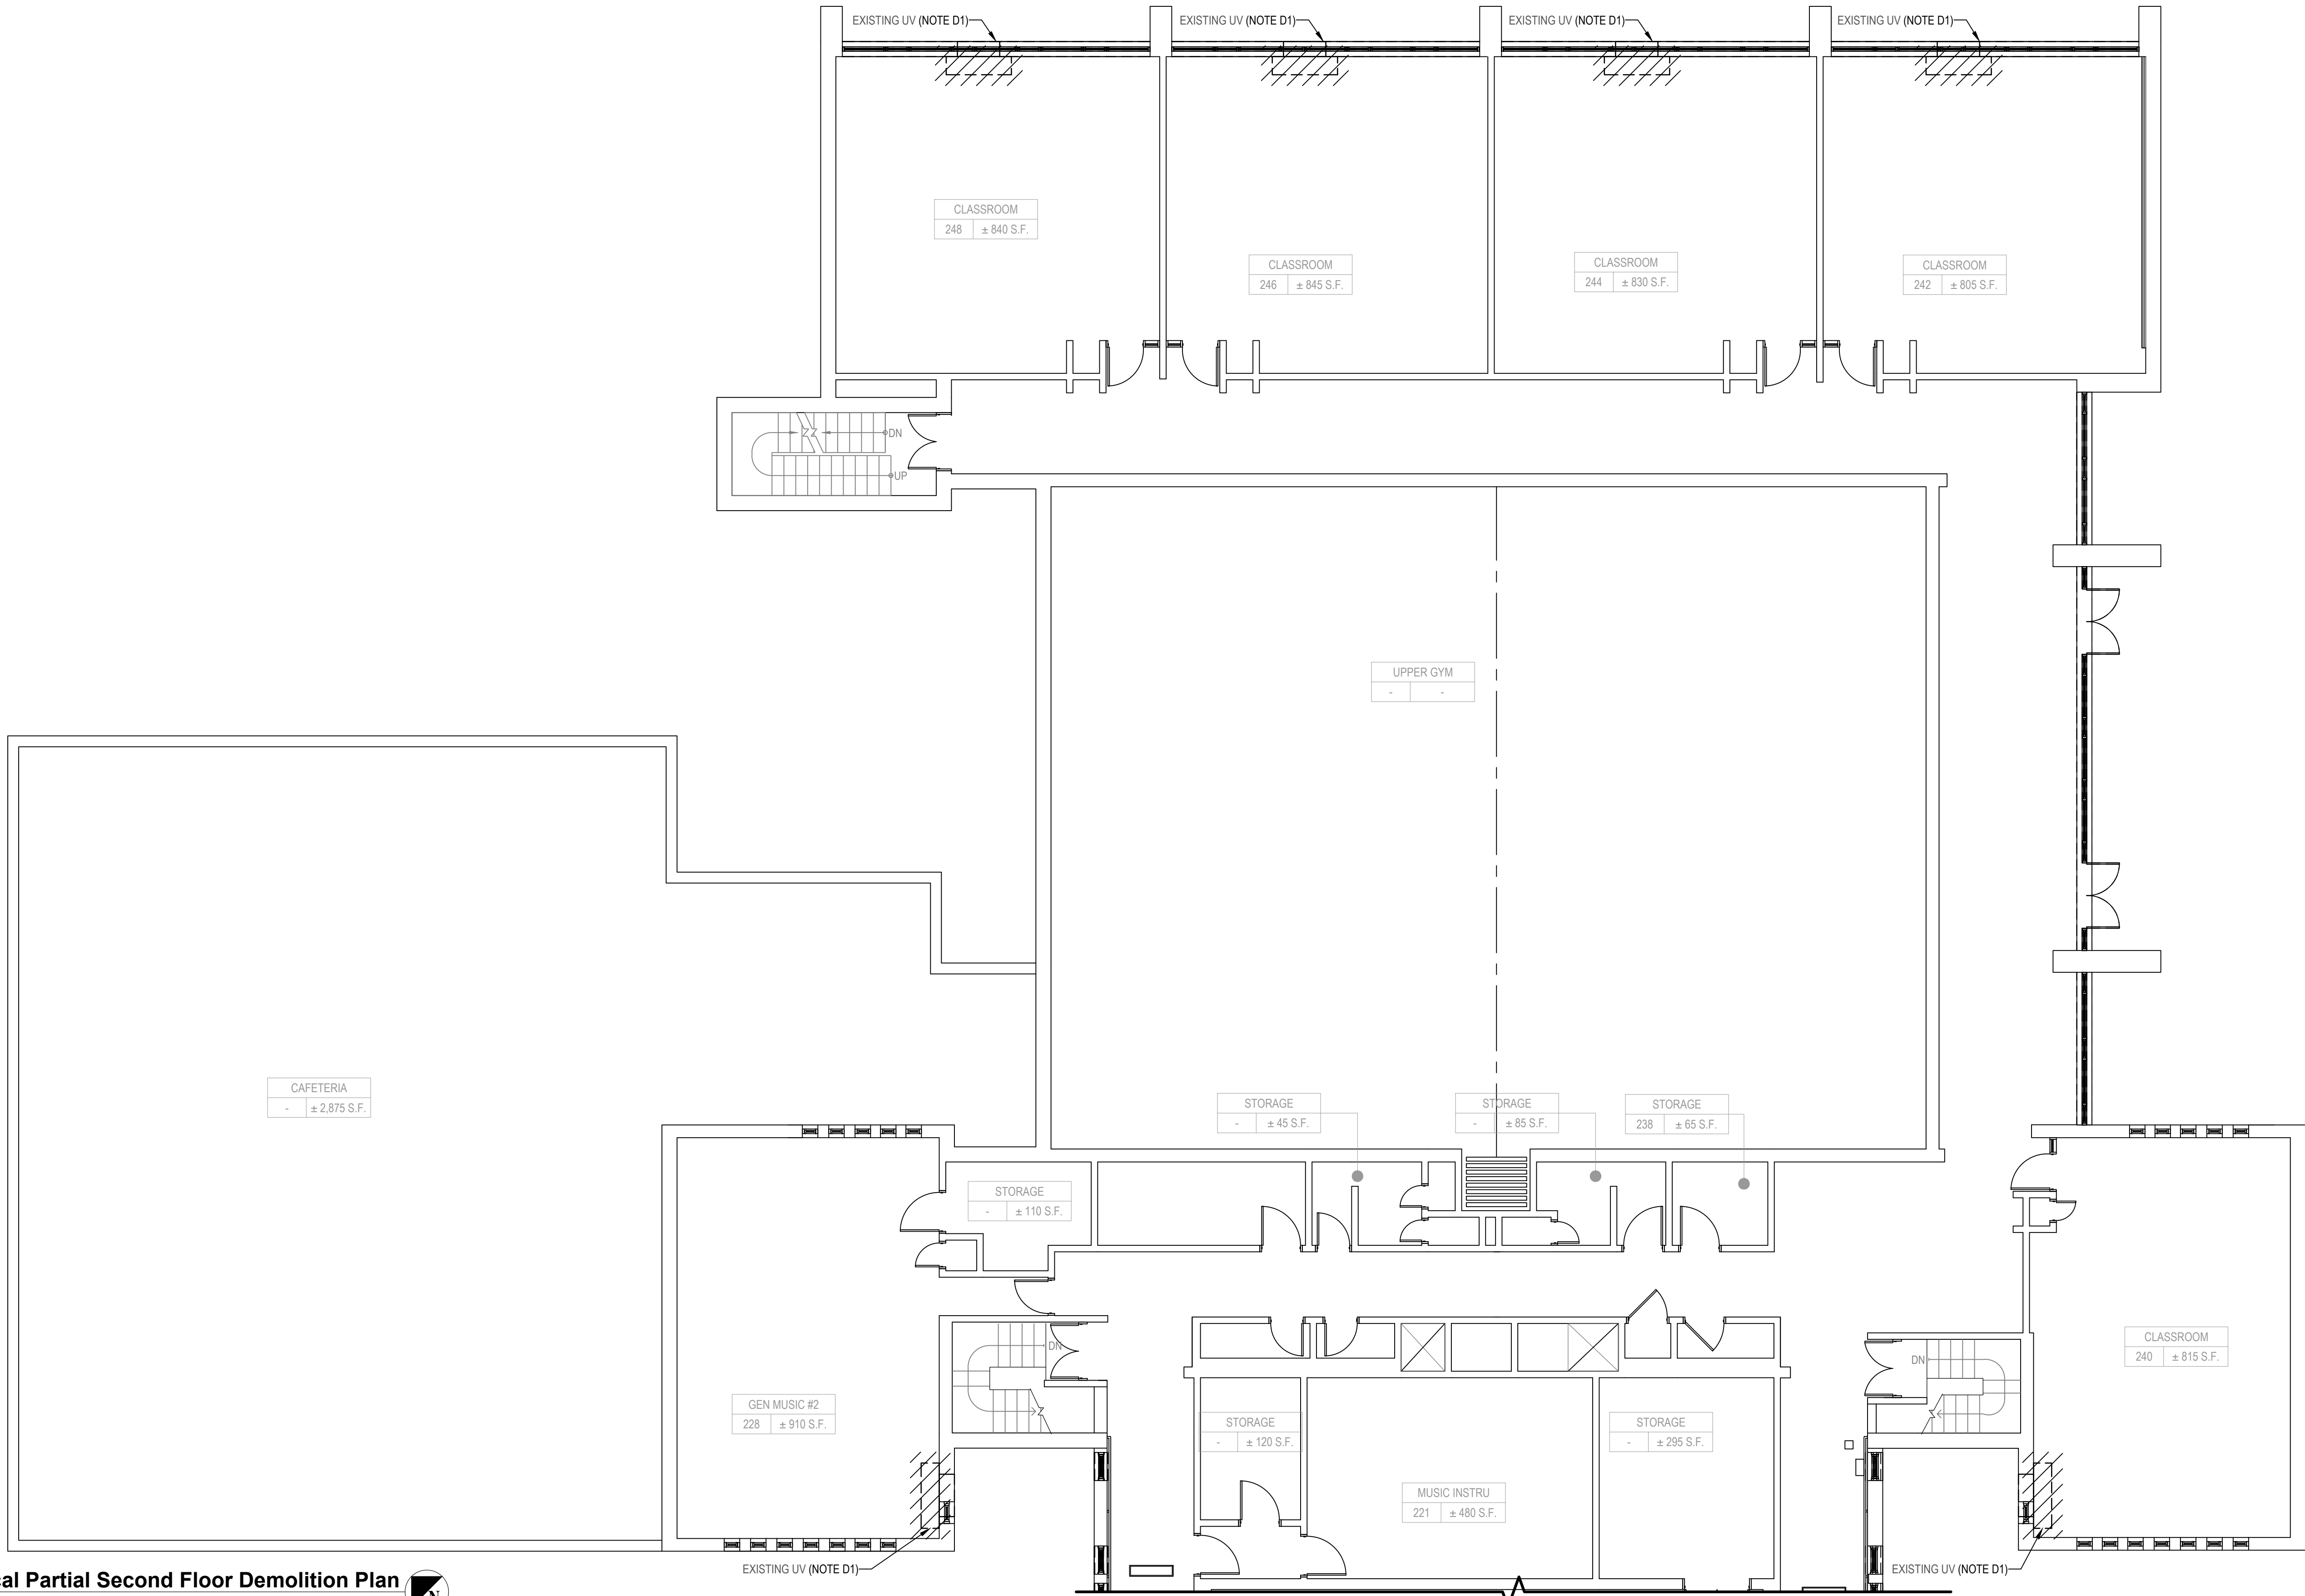 EXISTING UV (NOTE D1)
EXISTING UV (NOTE D1)
EXISTING UV (NOTE D1)
EXISTING UV (NOTE D1)
CLASSROOM
248 ± 840 S.F.
CLASSROOM
246 ± 845 S.F.
CLASSROOM
244 ± 830 S.F.
CLASSROOM
242 ± 805 S.F.
DN
UP
UPPER GYM
- -
CAFETERIA
- ± 2,875 S.F.
STORAGE
- ± 45 S.F.
STORAGE
- ± 85 S.F.
STORAGE
238 ± 65 S.F.
STORAGE
- ± 110 S.F.
DN
DN
CLASSROOM
240 ± 815 S.F.
GEN MUSIC #2
228 ± 910 S.F.
STORAGE
- ± 120 S.F.
STORAGE
- ± 295 S.F.
MUSIC INSTRU
221 ± 480 S.F.
EXISTING UV (NOTE D1)
EXISTING UV (NOTE D1)
Partial Second Floor Demolition Plan
N